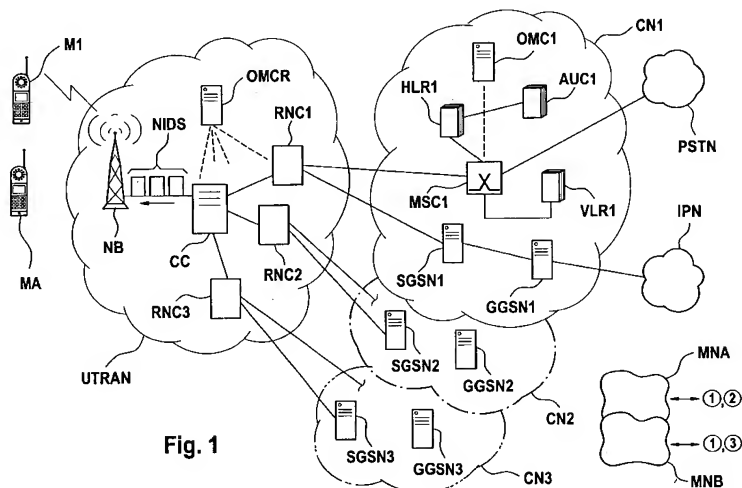 M1
OMC1
CN1
OMCR
HLR1
AUC1
NIDS
RNC1
PSTN
MSC1
VLR1
NB
CC
IPN
MA
RNC2
SGSN1
GGSN1
RNC3
UTRAN
SGSN2
GGSN2
MNA
CN2
①,②
①,③
Fig. 1
SGSN3
GGSN3
CN3
MNB